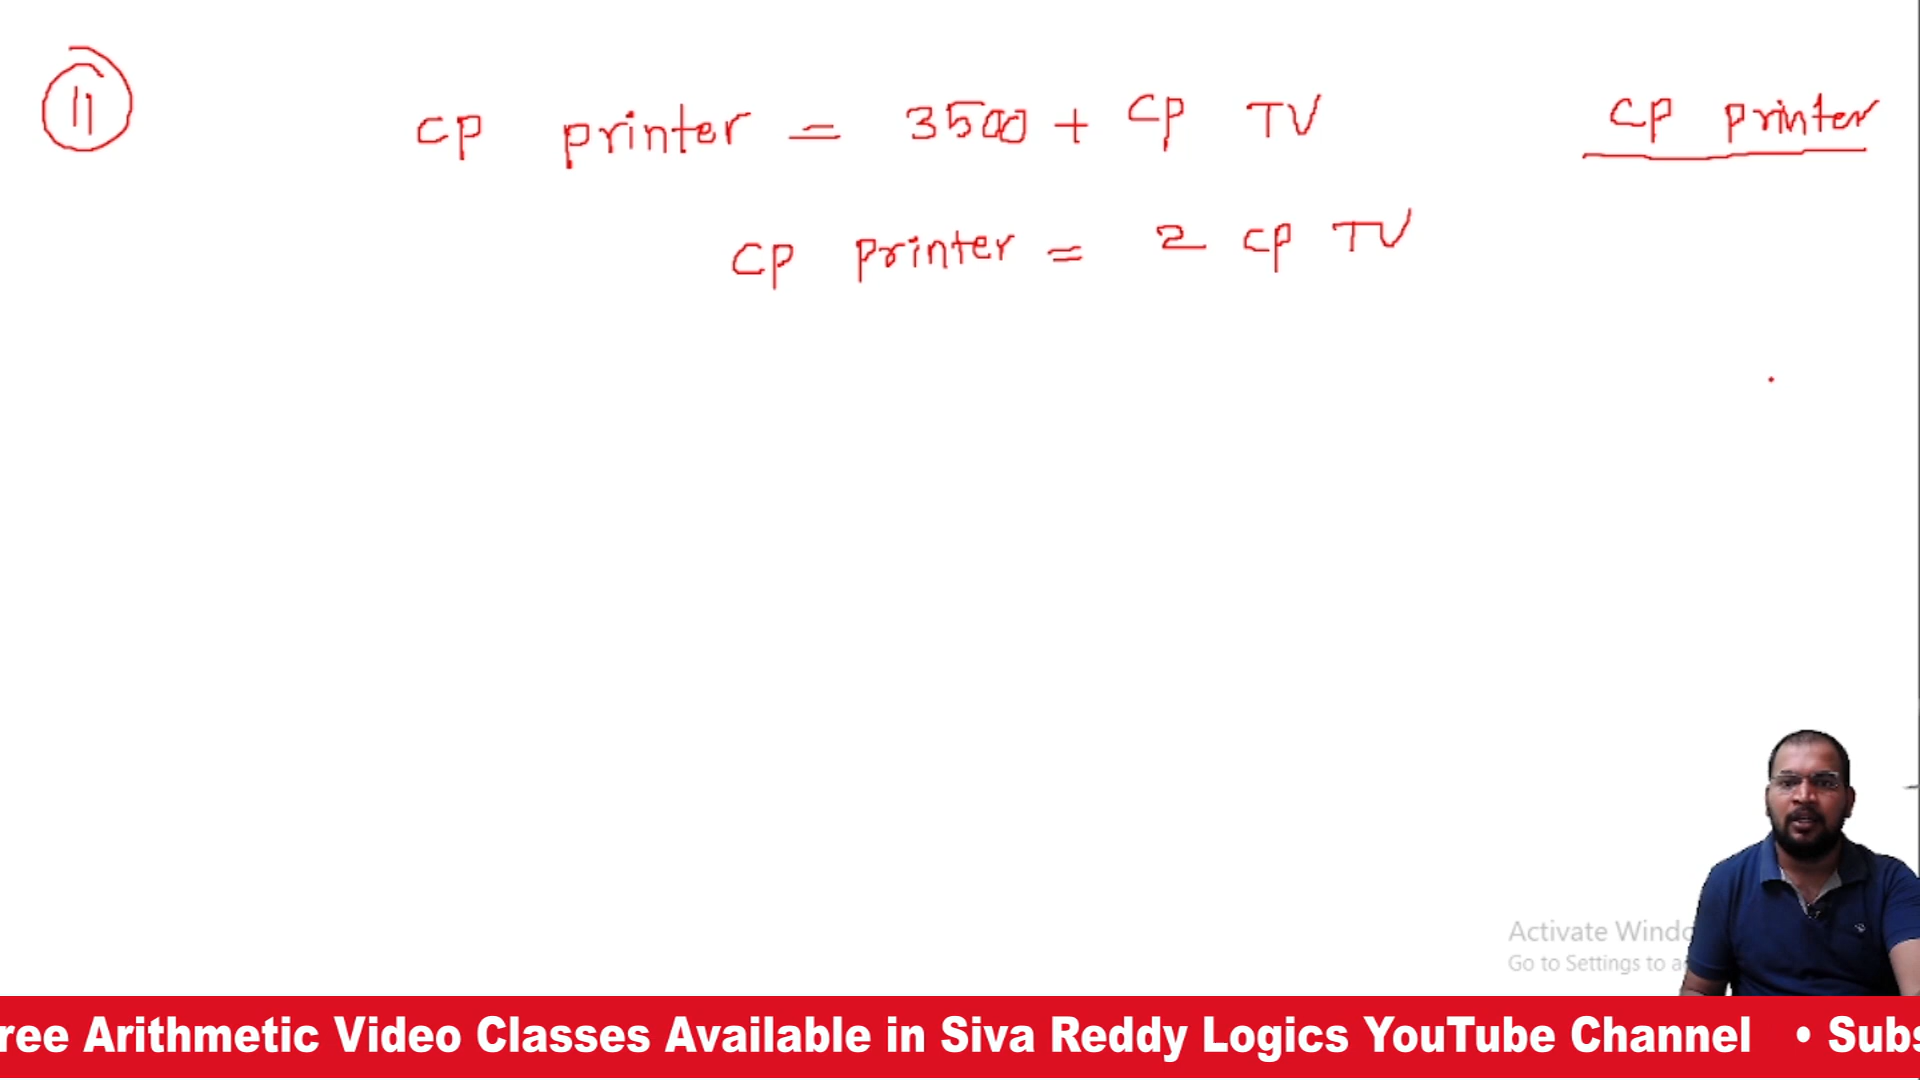 11
CP printer = 3500 + CP TV
CP printer
CP printer = 2 CP TV
Activate Windo
Go to Settings to a
ree Arithmetic Video Classes Available in Siva Reddy Logics YouTube Channel • Subs